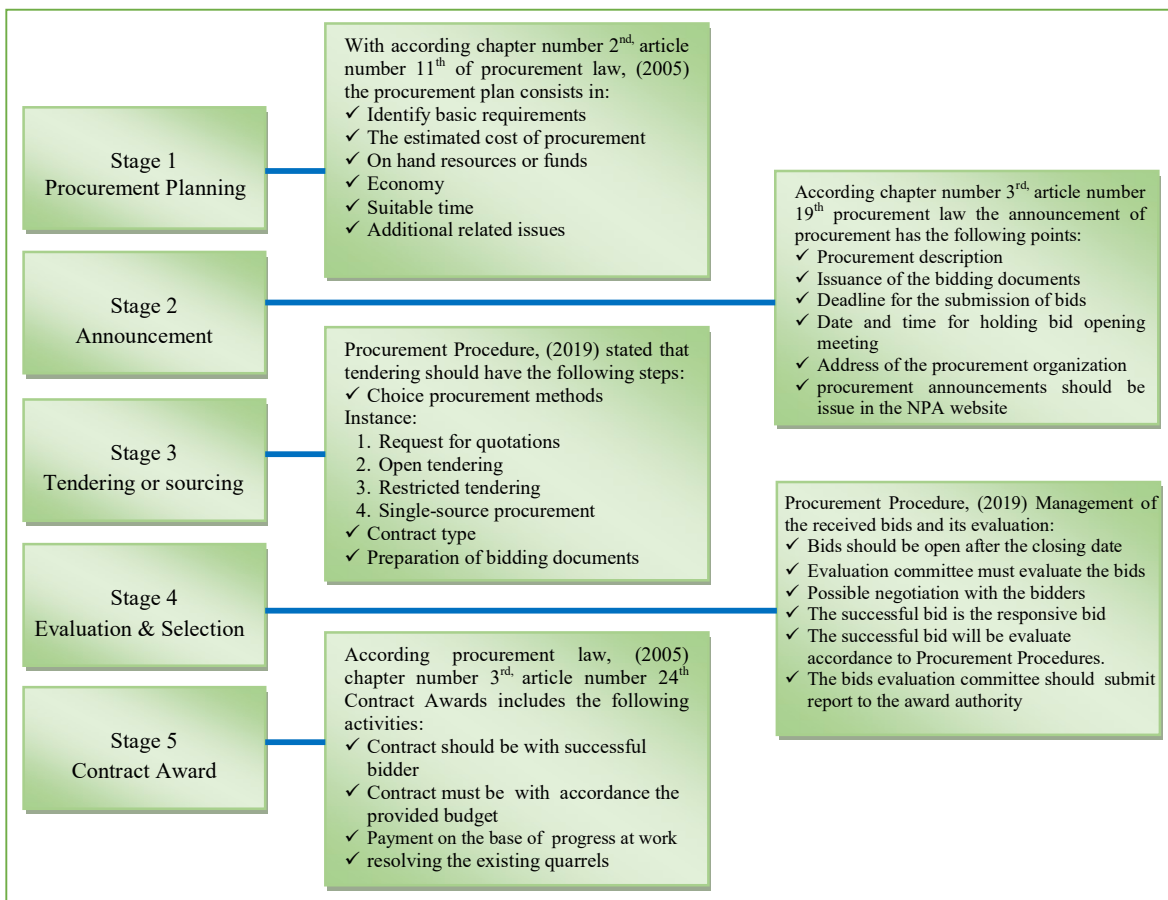 Stage 1
Procurement Planning
With according chapter number 2nd, article
number 11th of procurement law, (2005)
the procurement plan consists in:
✓ Identify basic requirements
✓ The estimated cost of procurement
✓ On hand resources or funds
✓ Economy
✓ Suitable time
✓ Additional related issues
Stage 2
Announcement
According chapter number 3rd, article number
19th procurement law the announcement of
procurement has the following points:
✓ Procurement description
✓ Issuance of the bidding documents
✓ Deadline for the submission of bids
✓ Date and time for holding bid opening
meeting
✓ Address of the procurement organization
✓ procurement announcements should be
issue in the NPA website
Stage 3
Tendering or sourcing
Procurement Procedure, (2019) stated that
tendering should have the following steps:
✓ Choice procurement methods
Instance:
1. Request for quotations
2. Open tendering
3. Restricted tendering
4. Single-source procurement
✓ Contract type
✓ Preparation of bidding documents
Stage 4
Evaluation & Selection
Procurement Procedure, (2019) Management of
the received bids and its evaluation:
✓ Bids should be open after the closing date
✓ Evaluation committee must evaluate the bids
✓ Possible negotiation with the bidders
✓ The successful bid is the responsive bid
✓ The successful bid will be evaluate
accordance to Procurement Procedures.
✓ The bids evaluation committee should submit
report to the award authority
Stage 5
Contract Award
According procurement law, (2005)
chapter number 3rd, article number 24th
Contract Awards includes the following
activities:
✓ Contract should be with successful
bidder
✓ Contract must be with accordance the
provided budget
✓ Payment on the base of progress at work
✓ resolving the existing quarrels